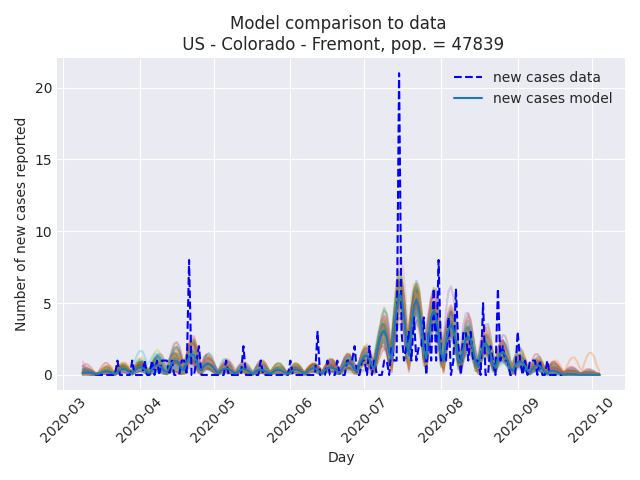 Model comparison to data
US - Colorado - Fremont, pop. = 47839
new cases data
new cases model
Number of new cases reported
20
15
10
5
0
2020-03
2020-04
2020-05
2020-06
2020-07
2020-08
2020-09
2020-10
Day